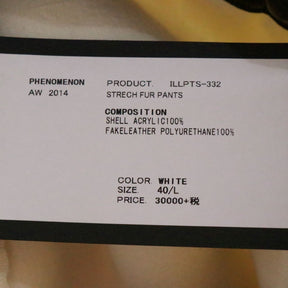 PHENOMENON PRODUCT. ILLPTS-332
AW 2014 STRECH FUR PANTS
COMPOSITION
SHELL ACRYLIC100%
FAKELEATHER POLYURETHANE100%
COLOR. WHITE
SIZE. 40/L
PRICE. 30000+税